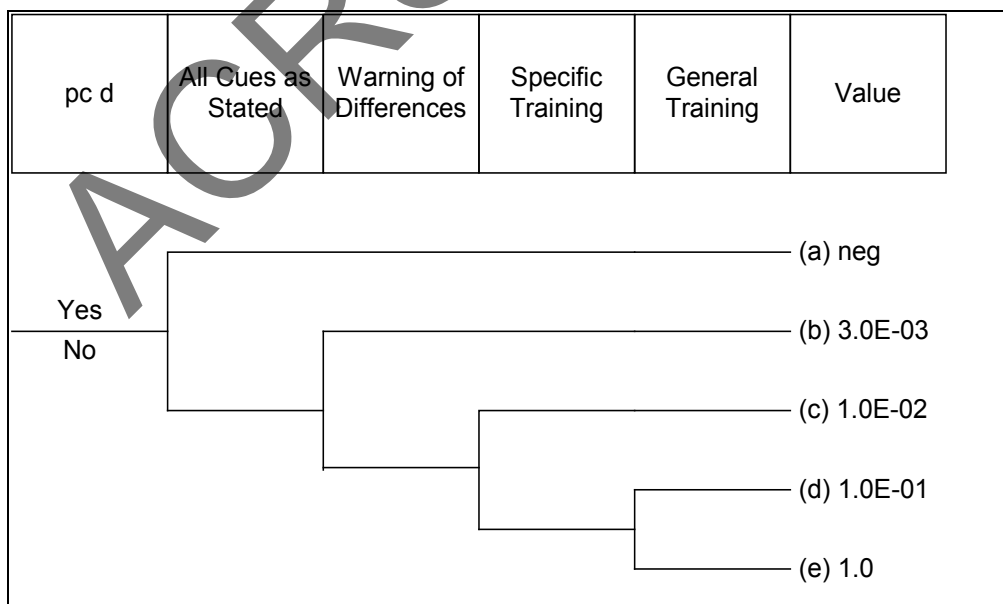 pc d
All Cues as
Stated
Warning of
Differences
Specific
Training
General
Training
Value
Yes
No
(a) neg
(b) 3.0E-03
(c) 1.0E-02
(d) 1.0E-01
(e) 1.0